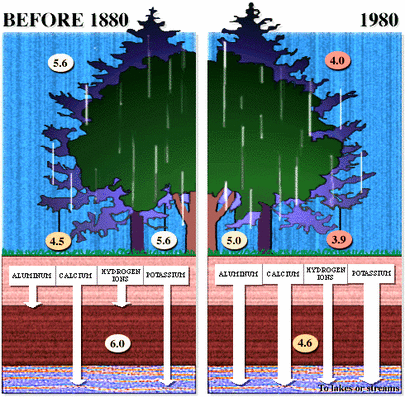 BEFORE 1880
1980
5.6
4.0
4.5
5.6
5.0
3.9
ALUMINUM
CALCIUM
HYDROGEN
IONS
POTASSIUM
ALUMINUM
CALCIUM
HYDROGEN
IONS
POTASSIUM
6.0
4.6
To lakes or streams